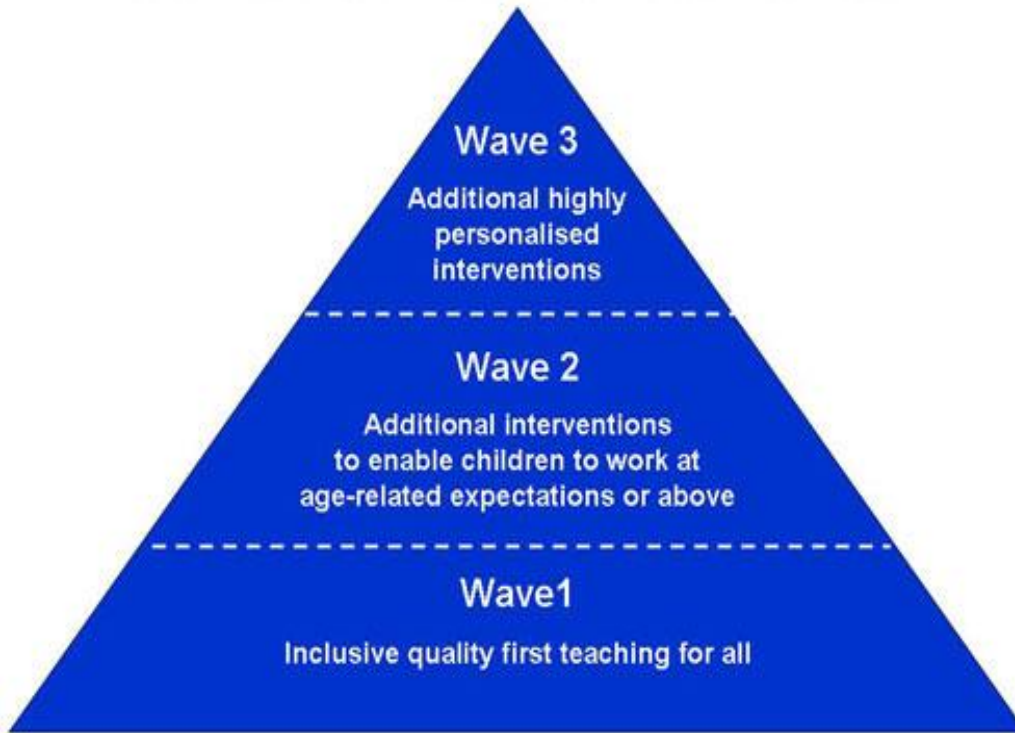 Wave 3
Additional highly
personalised
interventions
Wave 2
Additional interventions
to enable children to work at
age-related expectations or above
Wave1
Inclusive quality first teaching for all